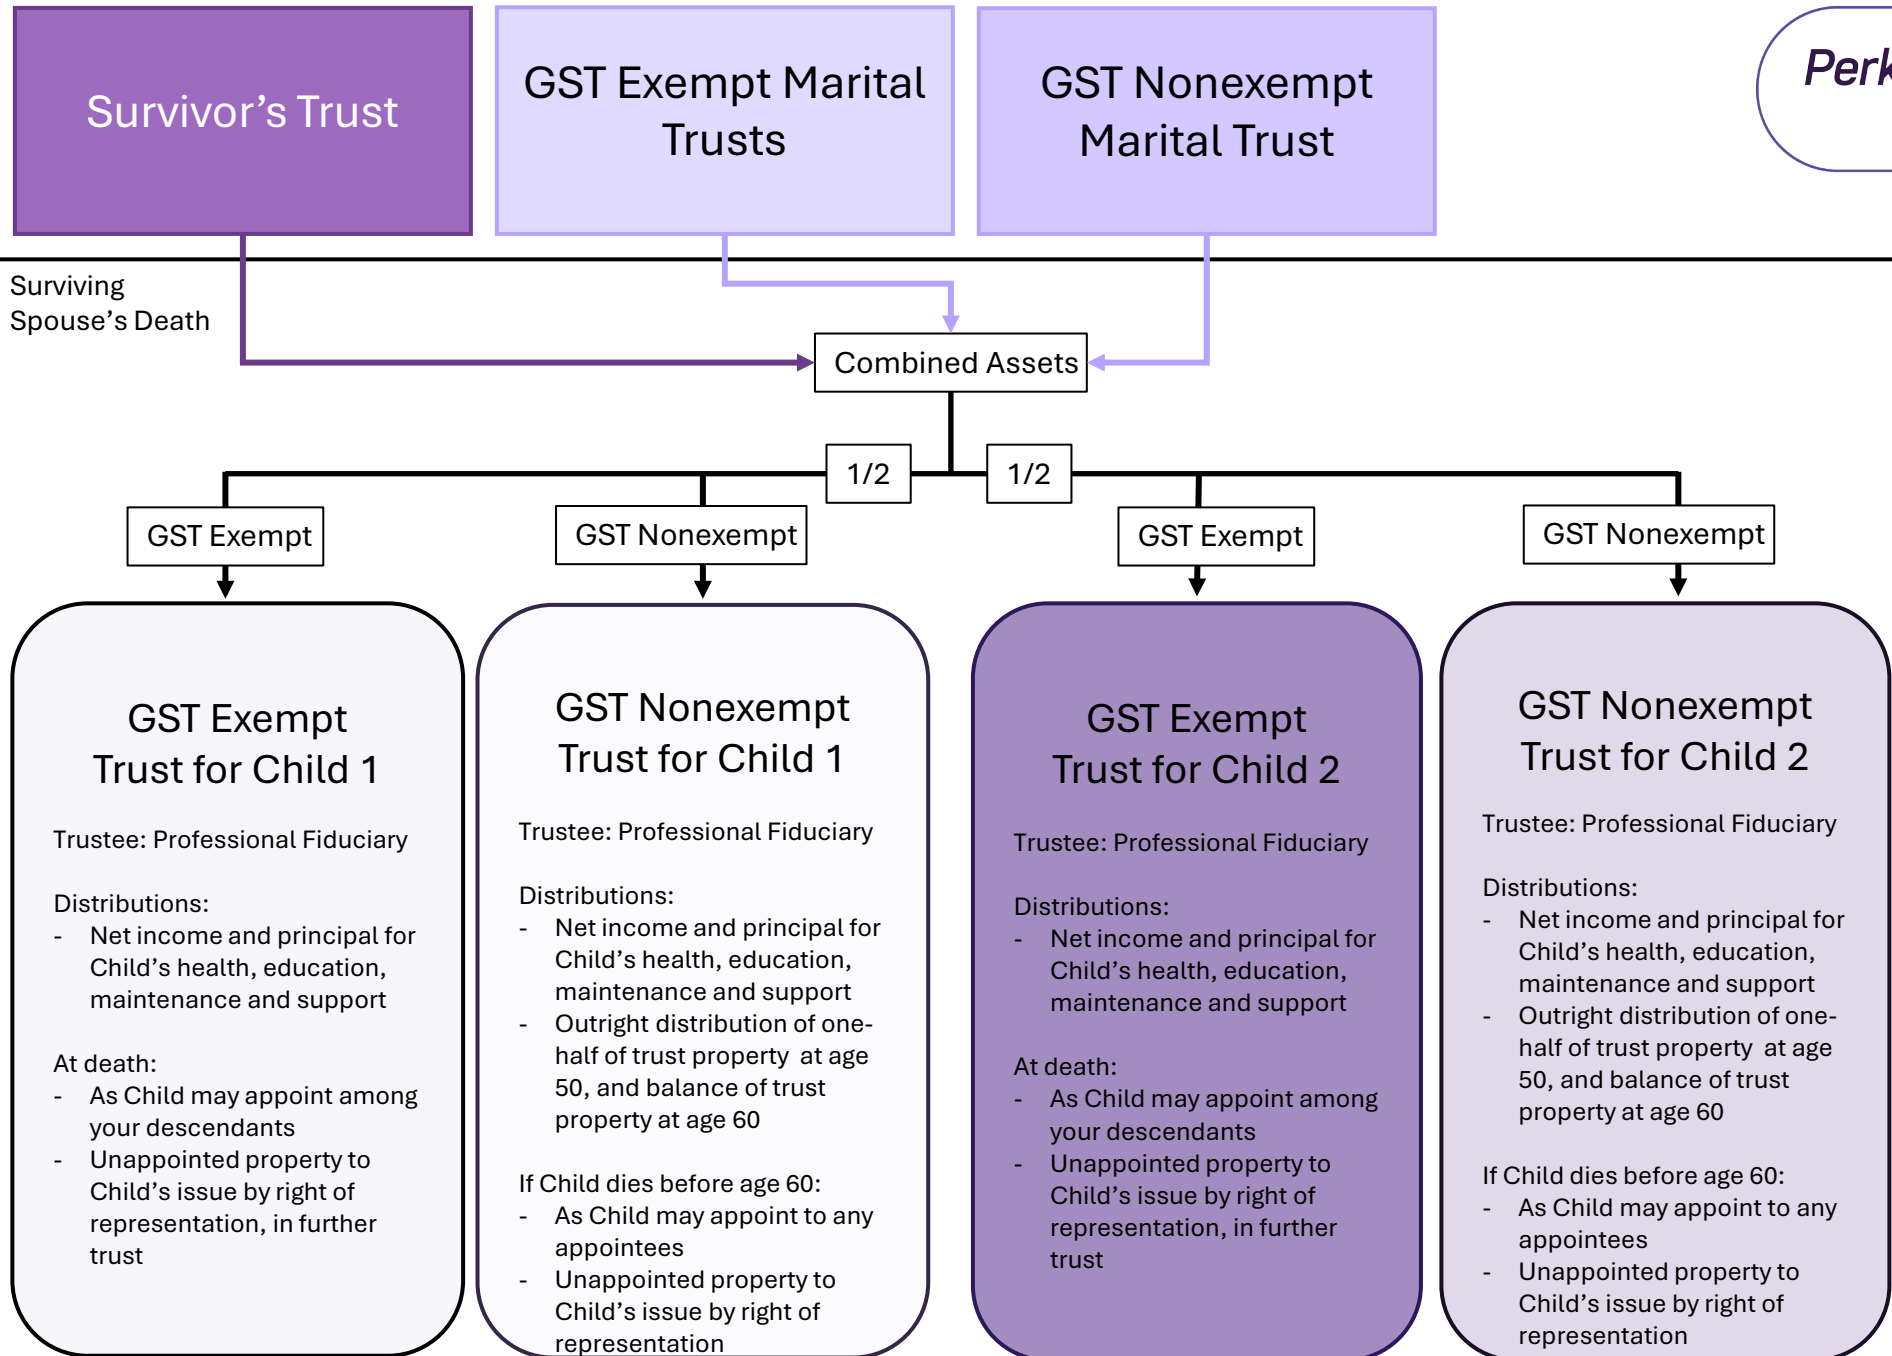 Survivor's Trust
GST Exempt Marital
Trusts
GST Nonexempt
Marital Trust
Perk
Surviving
Spouse's Death
Combined Assets
1/2
1/2
GST Exempt
GST Nonexempt
GST Exempt
GST Nonexempt
GST Exempt
Trust for Child 1
Trustee: Professional Fiduciary
Distributions:
- Net income and principal for
Child's health, education,
maintenance and support
At death:
- As Child may appoint among
your descendants
- Unappointed property to
Child's issue by right of
representation, in further
trust
GST Nonexempt
Trust for Child 1
Trustee: Professional Fiduciary
Distributions:
- Net income and principal for
Child's health, education,
maintenance and support
- Outright distribution of one-
half of trust property at age
50, and balance of trust
property at age 60
If Child dies before age 60:
- As Child may appoint to any
appointees
- Unappointed property to
Child's issue by right of
representation
GST Exempt
Trust for Child 2
Trustee: Professional Fiduciary
Distributions:
- Net income and principal for
Child's health, education,
maintenance and support
At death:
- As Child may appoint among
your descendants
- Unappointed property to
Child's issue by right of
representation, in further
trust
GST Nonexempt
Trust for Child 2
Trustee: Professional Fiduciary
Distributions:
- Net income and principal for
Child's health, education,
maintenance and support
- Outright distribution of one-
half of trust property at age
50, and balance of trust
property at age 60
If Child dies before age 60:
- As Child may appoint to any
appointees
- Unappointed property to
Child's issue by right of
representation